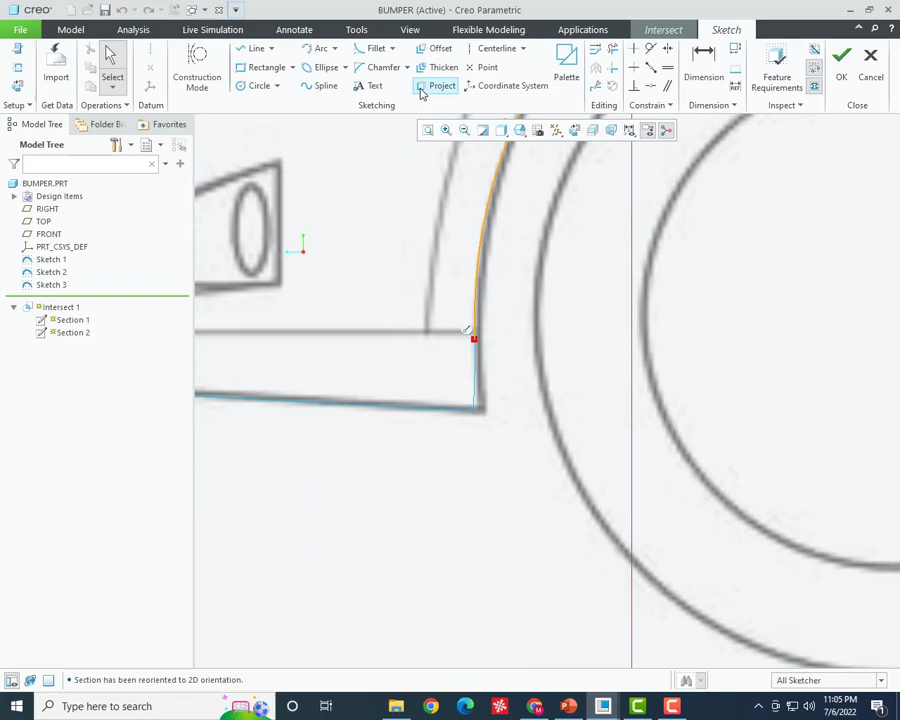 creo° BUMPER (Active) - Creo Parametric
File Model Analysis Live Simulation Annotate Tools View Flexible Modeling Applications Intersect Sketch
Line Arc Fillet Offset Centerline
Rectangle Ellipse Chamfer Thicken Point
Circle Spline Text Project Coordinate System
Import Select Construction Mode Palette Dimension Feature Requirements OK Cancel
Setup Get Data Operations Datum Sketching Editing Constrain Dimension Inspect Close
Model Tree Folder Br Favorites
Model Tree
BUMPER.PRT
Design Items
RIGHT
TOP
FRONT
PRT_CSYS_DEF
Sketch 1
Sketch 2
Sketch 3
Intersect 1
Section 1
Section 2
• Section has been reoriented to 2D orientation. All Sketcher
Type here to search
11:05 PM
7/6/2022